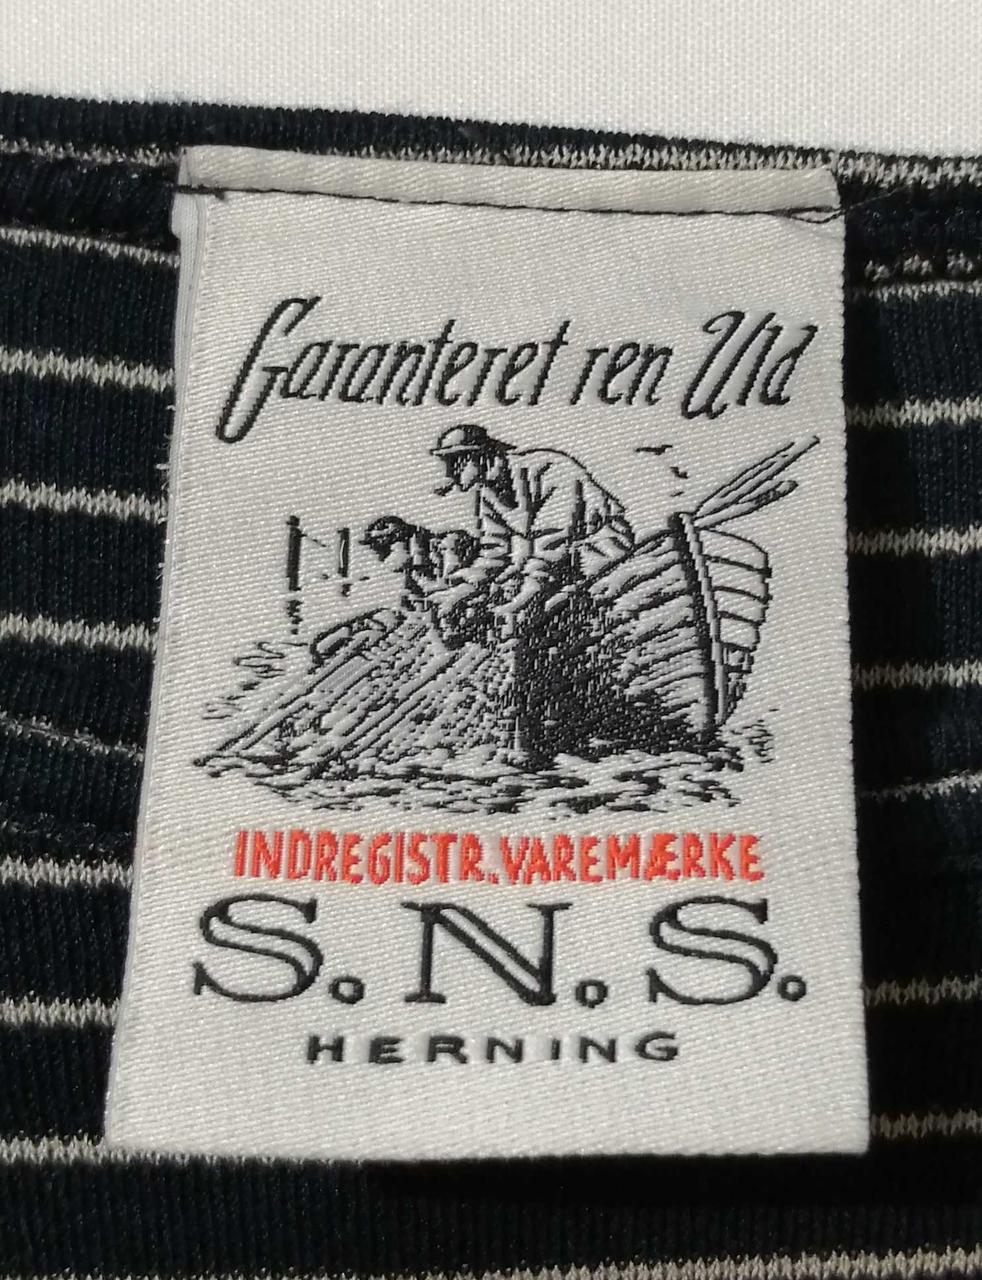 Garanteret ren Uld
INDREGISTR.VAREMÆRKE
S.N.S.
HERNING